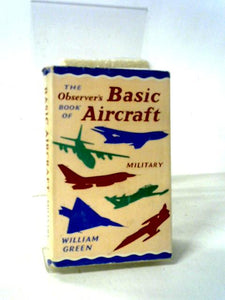 THE
Observer's Basic
BOOK OF Aircraft
MILITARY
WILLIAM
GREEN
BASIC AIRCRAFT